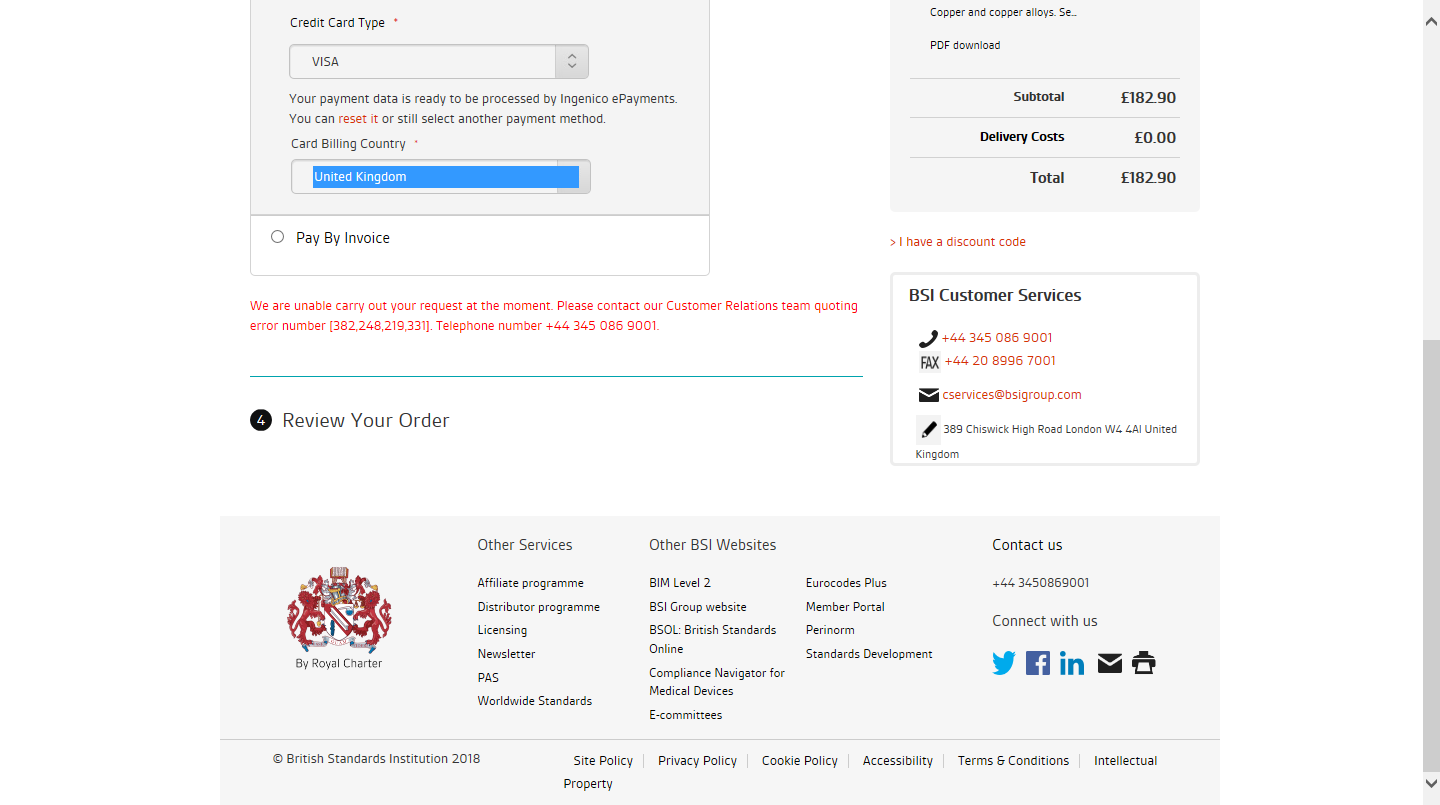 Credit Card Type *
VISA
Your payment data is ready to be processed by Ingenico ePayments.
You can reset it or still select another payment method.
Card Billing Country *
United Kingdom
Pay By Invoice
We are unable carry out your request at the moment. Please contact our Customer Relations team quoting
error number [382,248,219,331]. Telephone number +44 345 086 9001.
4 Review Your Order
Copper and copper alloys. Se...
PDF download
Subtotal £182.90
Delivery Costs £0.00
Total £182.90
> I have a discount code
BSI Customer Services
+44 345 086 9001
FAX +44 20 8996 7001
cservices@bsigroup.com
389 Chiswick High Road London W4 4Al United
Kingdom
By Royal Charter
Other Services
Affiliate programme
Distributor programme
Licensing
Newsletter
PAS
Worldwide Standards
Other BSI Websites
BIM Level 2
BSI Group website
BSOL: British Standards
Online
Compliance Navigator for
Medical Devices
E-committees
Eurocodes Plus
Member Portal
Perinorm
Standards Development
Contact us
+44 3450869001
Connect with us
© British Standards Institution 2018
Site Policy Privacy Policy Cookie Policy Accessibility Terms & Conditions Intellectual
Property